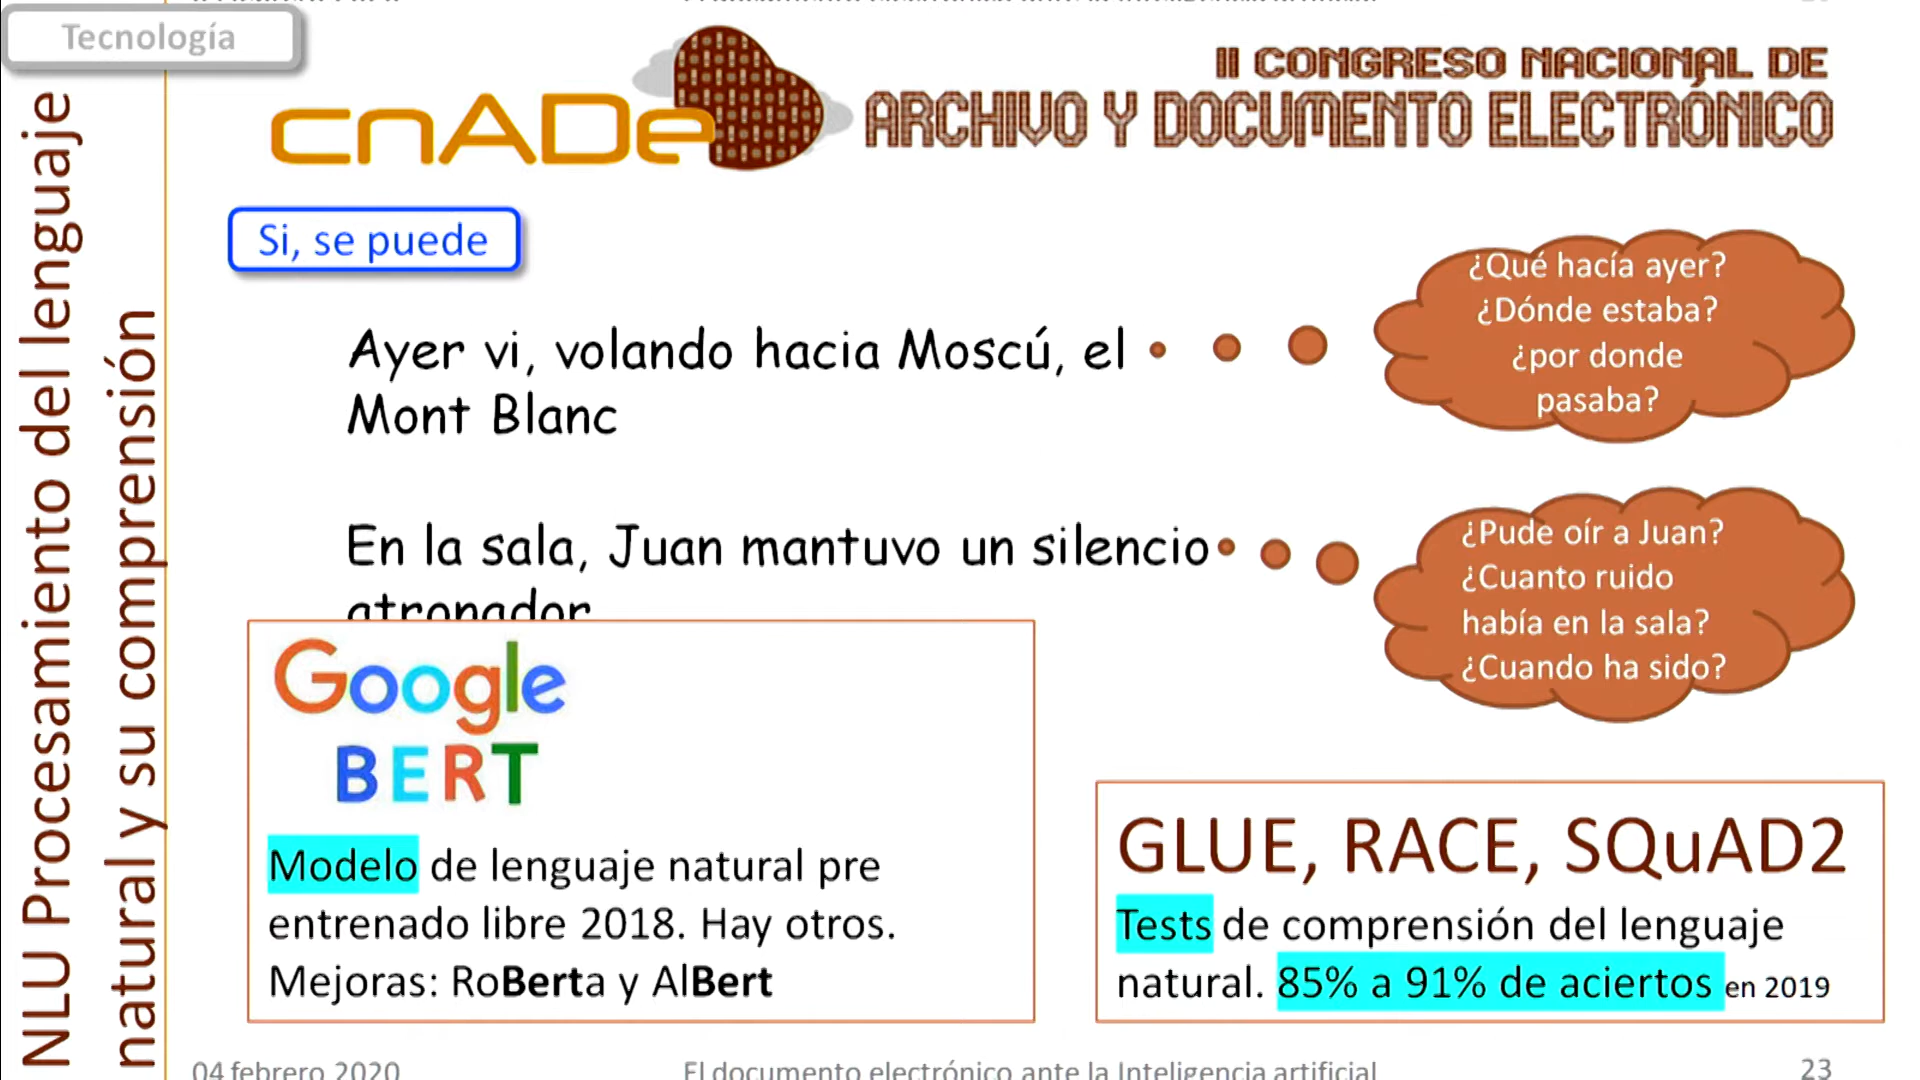 Tecnología
NLU Procesamiento del lenguaje
natural y su comprensión
cnADe
II CONGRESO NACIONAL DE
ARCHIVO Y DOCUMENTO ELECTRÓNICO
Si, se puede
Ayer vi, volando hacia Moscú, el
Mont Blanc
¿Qué hacía ayer?
¿Dónde estaba?
¿por donde
pasaba?
En la sala, Juan mantuvo un silencio
atronador
¿Pude oír a Juan?
¿Cuanto ruido
había en la sala?
¿Cuando ha sido?
Google
BERT
Modelo de lenguaje natural pre
entrenado libre 2018. Hay otros.
Mejoras: RoBerta y AlBert
GLUE, RACE, SQuAD2
Tests de comprensión del lenguaje
natural. 85% a 91% de aciertos en 2019
04 febrero 2020
El documento electrónico ante la Inteligencia artificial
23